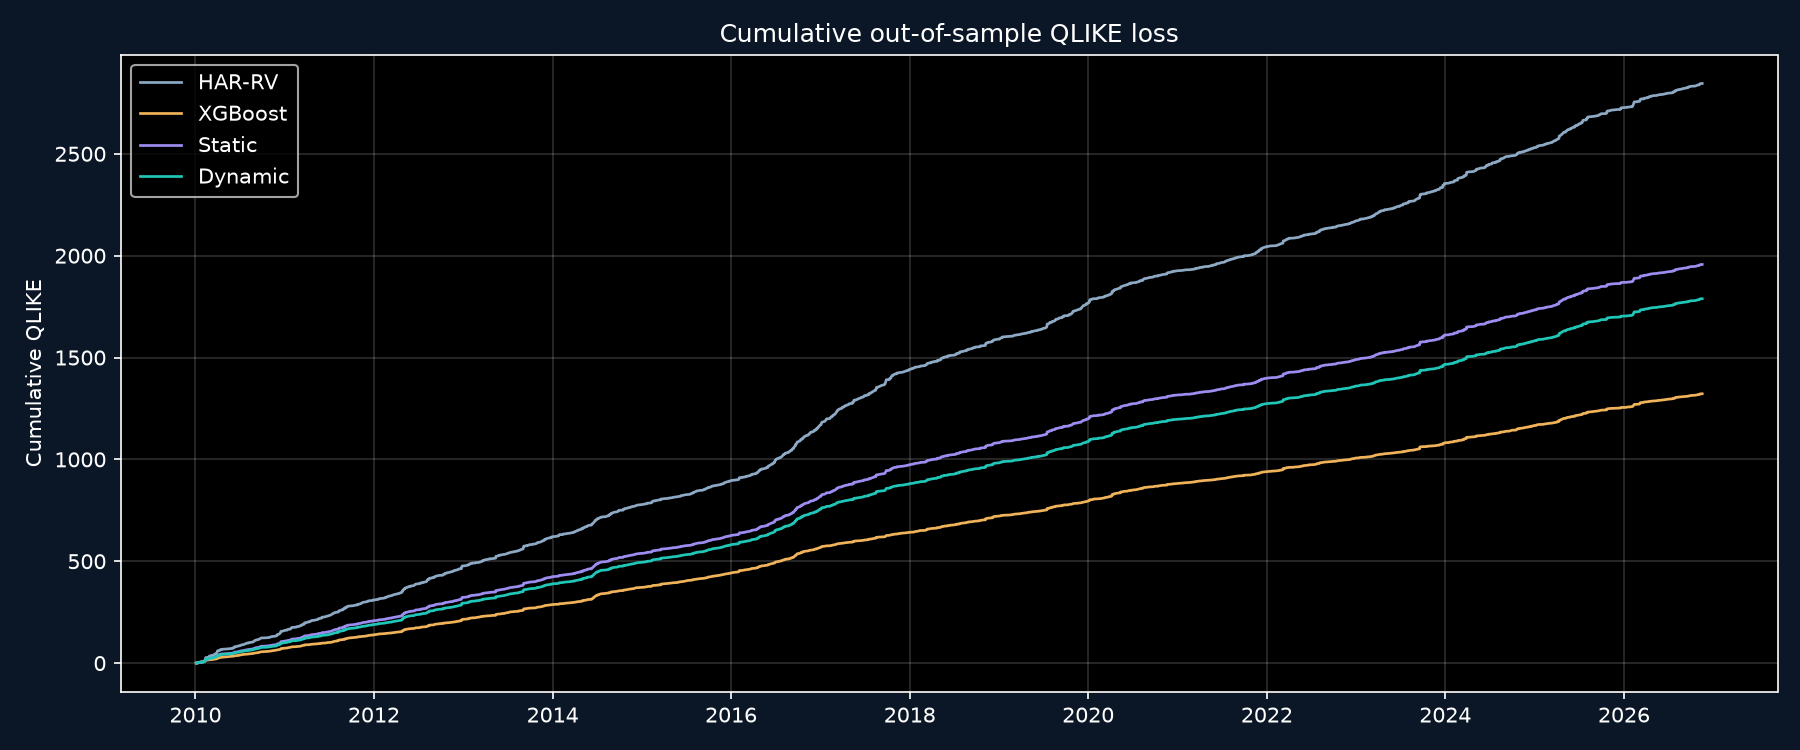 Cumulative out-of-sample QLIKE loss
HAR-RV
XGBoost
Static
Dynamic
Cumulative QLIKE
2500
2000
1500
1000
500
0
2010 2012 2014 2016 2018 2020 2022 2024 2026